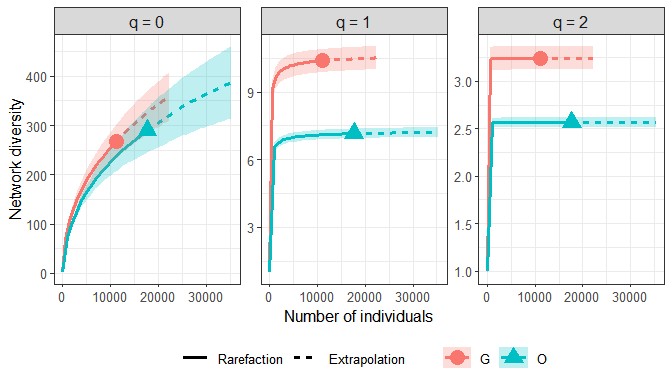 q = 0
q = 1
q = 2
Network diversity
400
300
200
100
0
9
6
3
3.0
2.5
2.0
1.5
1.0
0 10000 20000 30000
0 10000 20000 30000
0 10000 20000 30000
Number of individuals
Rarefaction Extrapolation G O